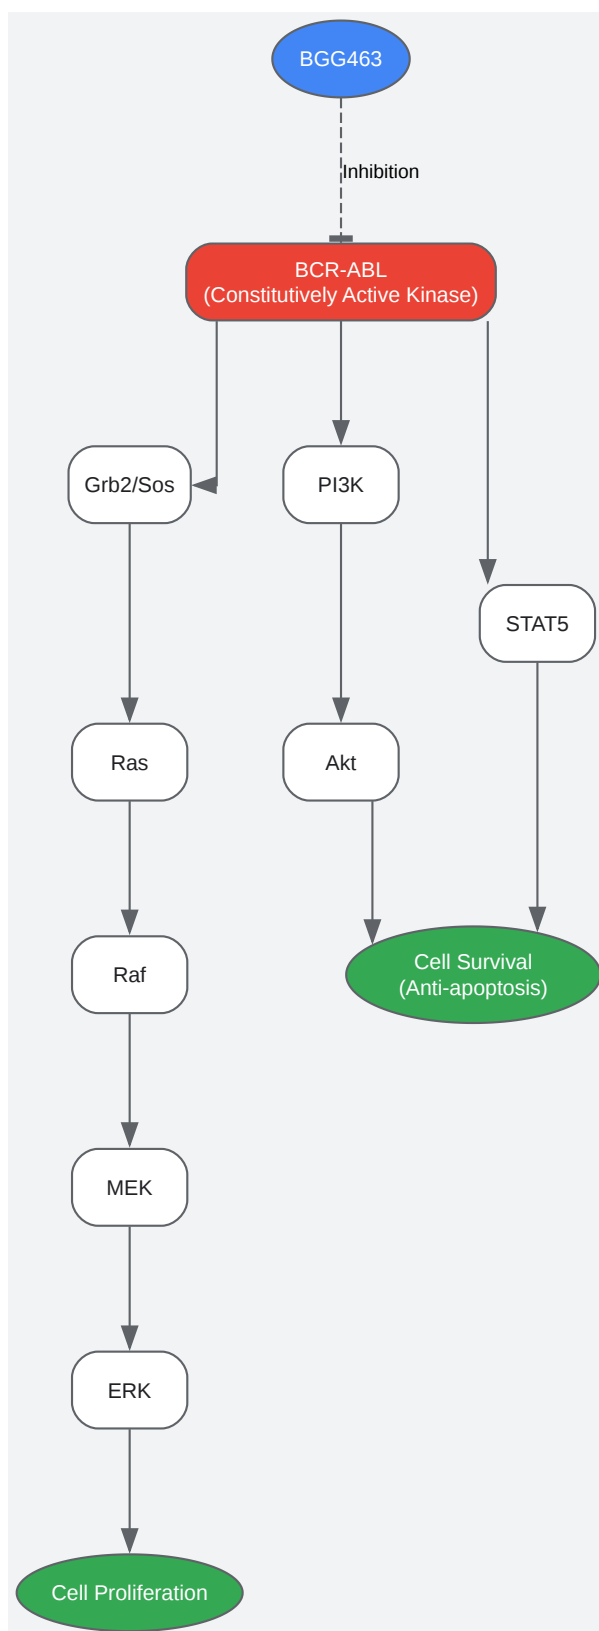 BGG463
Inhibition
BCR-ABL
(Constitutively Active Kinase)
Grb2/Sos
PI3K
STAT5
Ras
Akt
Raf
Cell Survival
(Anti-apoptosis)
MEK
ERK
Cell Proliferation